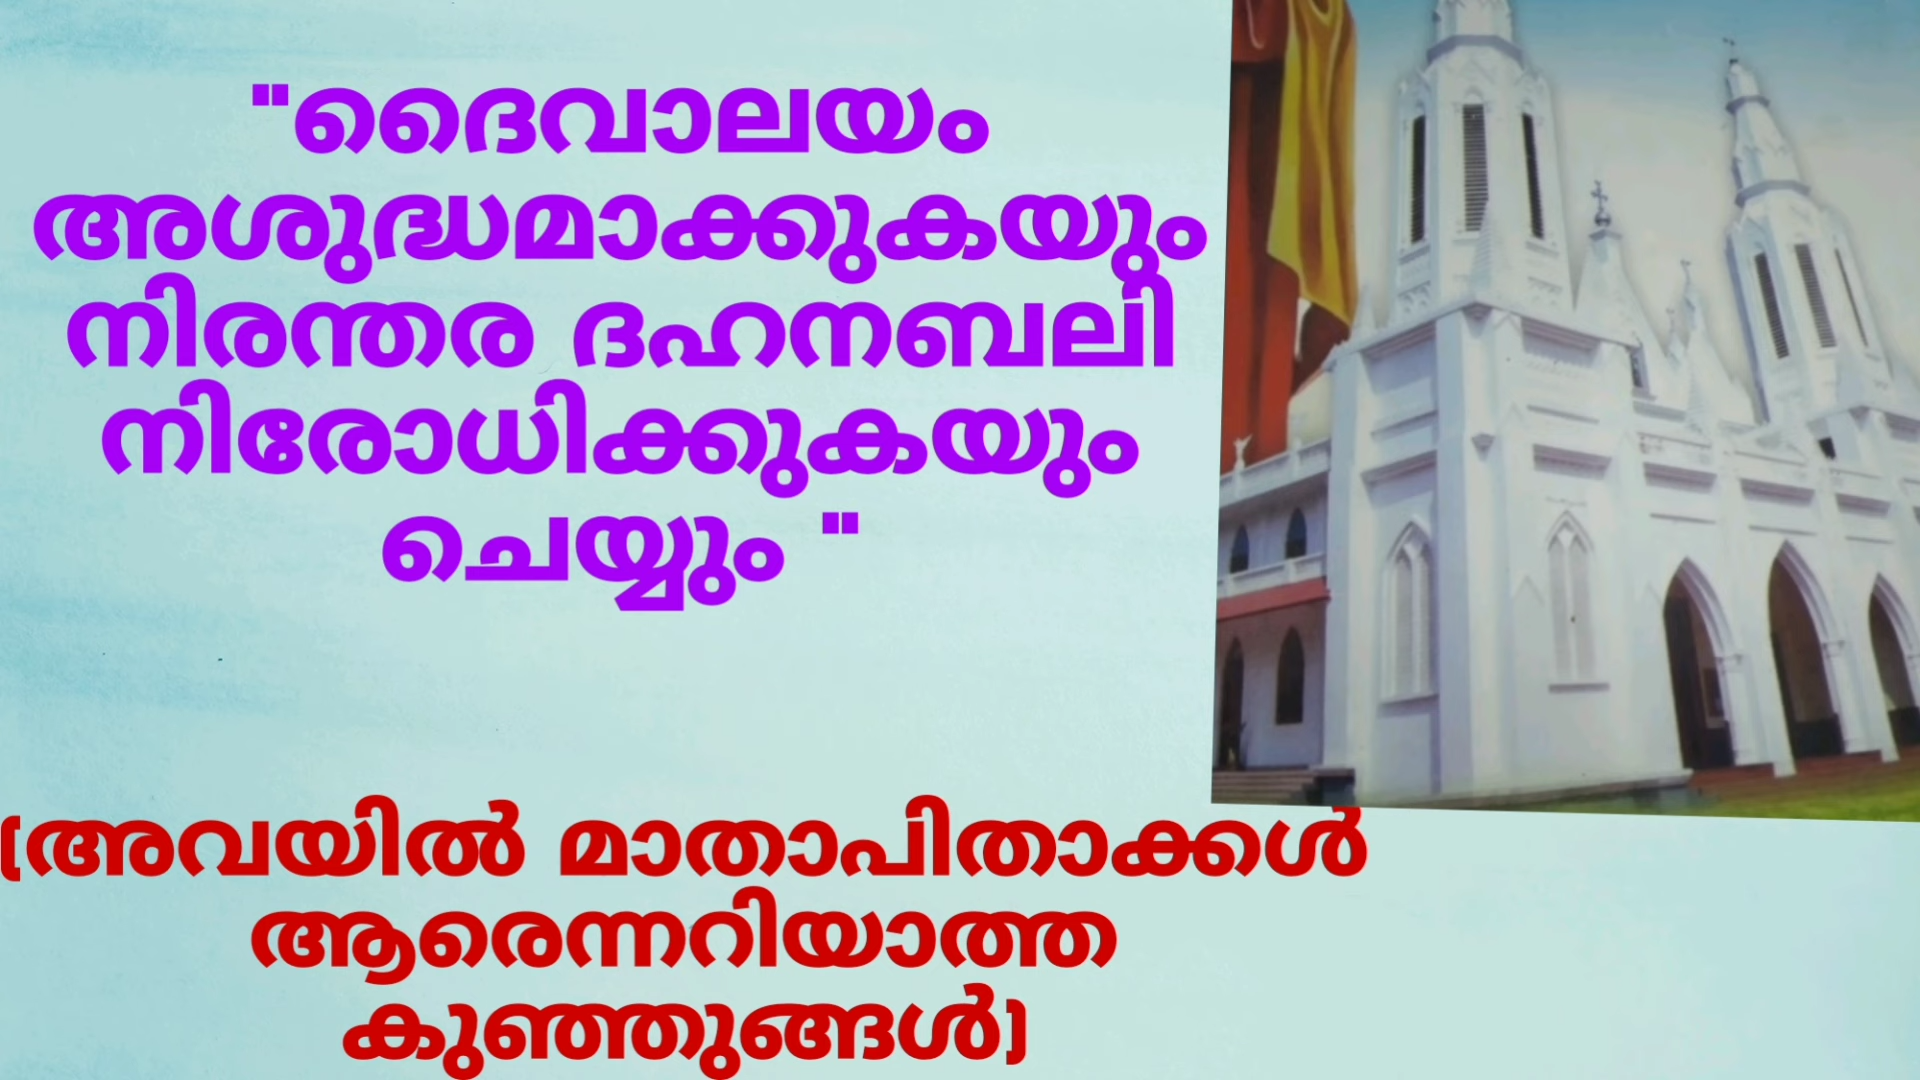 "ദൈവാലയം
അശുദ്ധമാക്കുകയും
നിരന്തര ദഹനബലി
നിരോധിക്കുകയും
ചെയ്യും "
(അവയിൽ മാതാപിതാക്കൾ
ആരെന്നറിയാത്ത
കുഞ്ഞുങ്ങൾ)